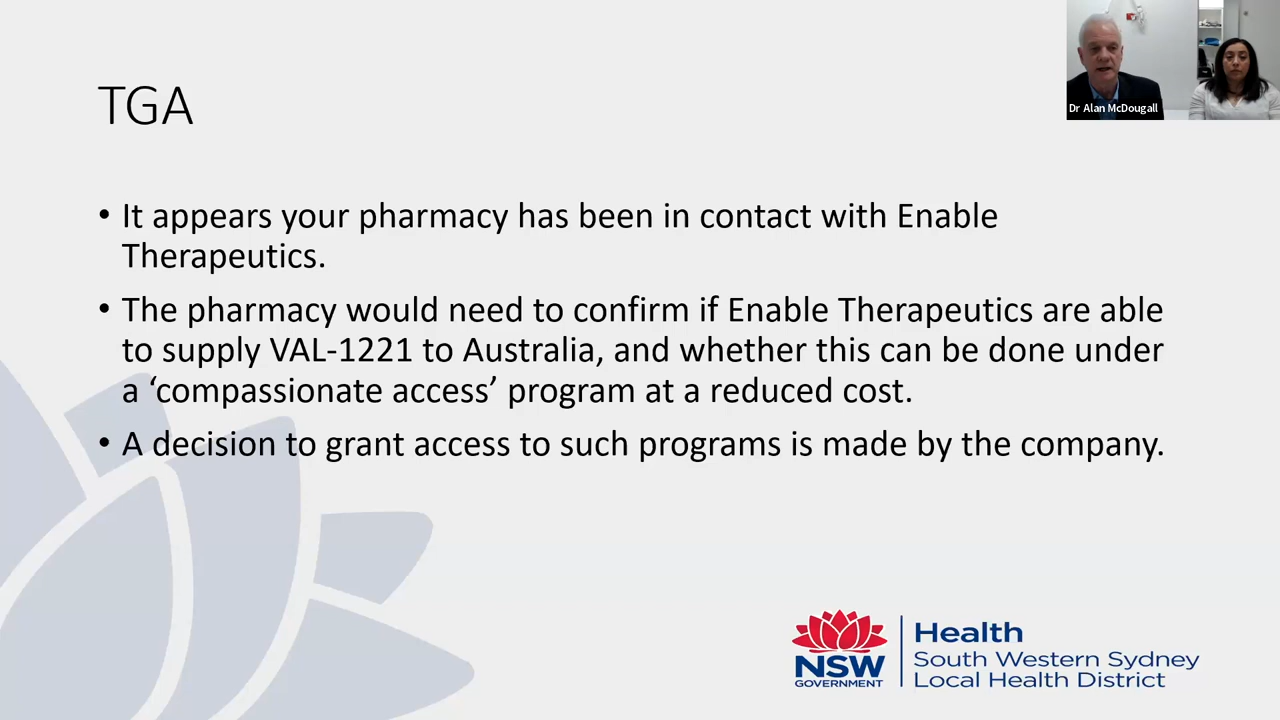 TGA
Dr Alan McDougall
• It appears your pharmacy has been in contact with Enable
Therapeutics.
• The pharmacy would need to confirm if Enable Therapeutics are able
to supply VAL-1221 to Australia, and whether this can be done under
a ‘compassionate access’ program at a reduced cost.
• A decision to grant access to such programs is made by the company.
NSW
GOVERNMENT
Health
South Western Sydney
Local Health District